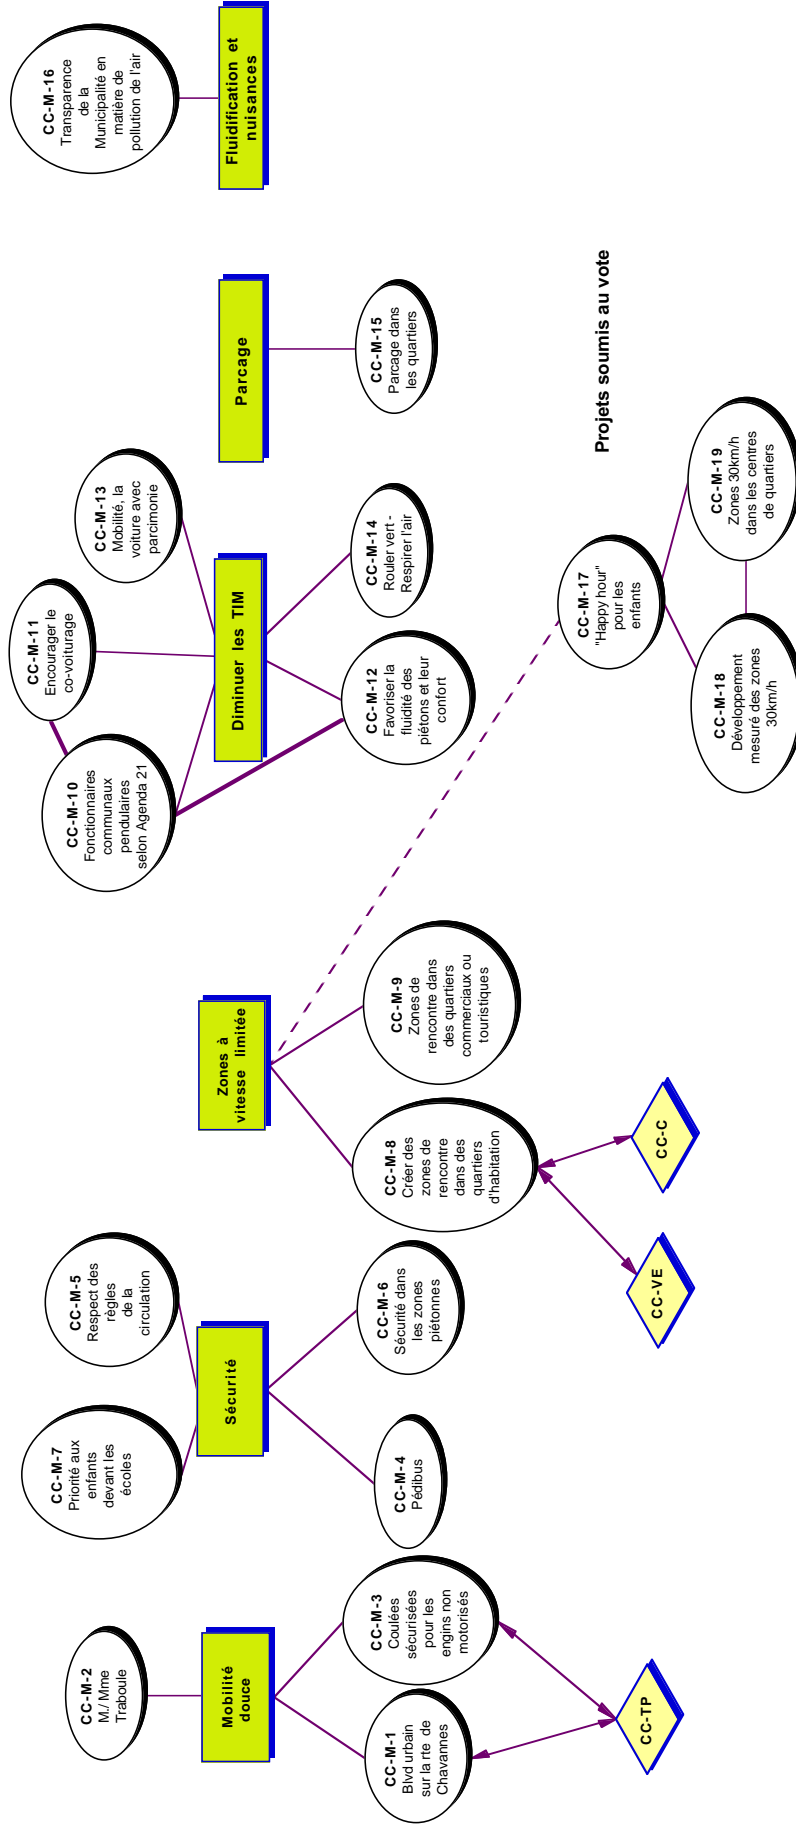 CC-M-2
M./ Mme
Traboule
Mobilité
douce
CC-M-1
Blvd urbain
sur la rte de
Chavannes
CC-M-3
Coulées
sécurisées
pour les
engins non
motorisés
CC-TP
CC-M-7
Priorité aux
enfants
devant les
écoles
CC-M-5
Respect des
règles
de la
circulation
Sécurité
CC-M-4
Pédibus
CC-M-6
Sécurité dans
les zones
piétonnes
Zones à
vitesse limitée
CC-M-8
Créer des
zones de
rencontre
dans des
quartiers
d'habitation
CC-M-9
Zones de
rencontre dans
des quartiers
commerciaux ou
touristiques
CC-VE
CC-C
CC-M-10
Fonctionnaires
communaux
pendulaires
selon Agenda 21
CC-M-11
Encourager le
co-voiturage
CC-M-13
Mobilité, la
voiture avec
parcimonie
Diminuer les TIM
CC-M-12
Favoriser la
fluidité des
piétons et leur
confort
CC-M-14
Rouler vert -
Respirer l'air
Parcage
CC-M-15
Parcage dans
les quartiers
CC-M-16
Transparence
de la
Municipalité en
matière de
pollution de l'air
Fluidification et
nuisances
Projets soumis au vote
CC-M-17
"Happy hour"
pour les
enfants
CC-M-18
Développement
mesuré des zones
30km/h
CC-M-19
Zones 30km/h
dans les centres
de quartiers